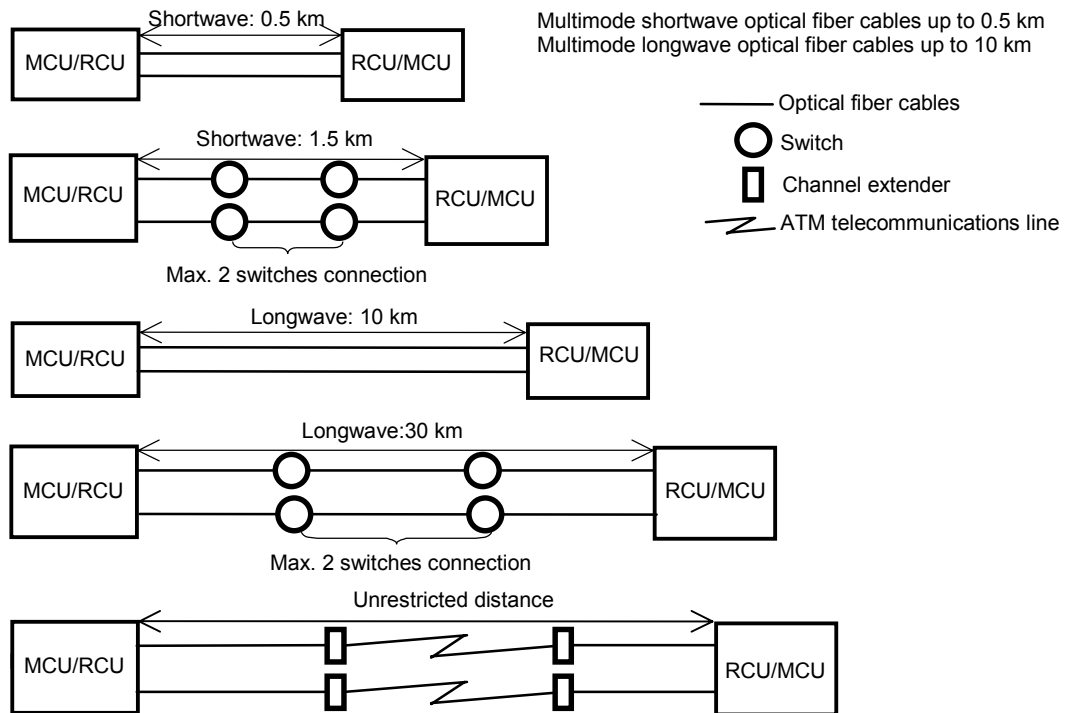 Shortwave: 0.5 km
MCU/RCU
RCU/MCU
Multimode shortwave optical fiber cables up to 0.5 km
Multimode longwave optical fiber cables up to 10 km
Optical fiber cables
Switch
Channel extender
ATM telecommunications line
Shortwave: 1.5 km
MCU/RCU
RCU/MCU
Max. 2 switches connection
Longwave: 10 km
MCU/RCU
RCU/MCU
Longwave:30 km
MCU/RCU
RCU/MCU
Max. 2 switches connection
Unrestricted distance
MCU/RCU
RCU/MCU